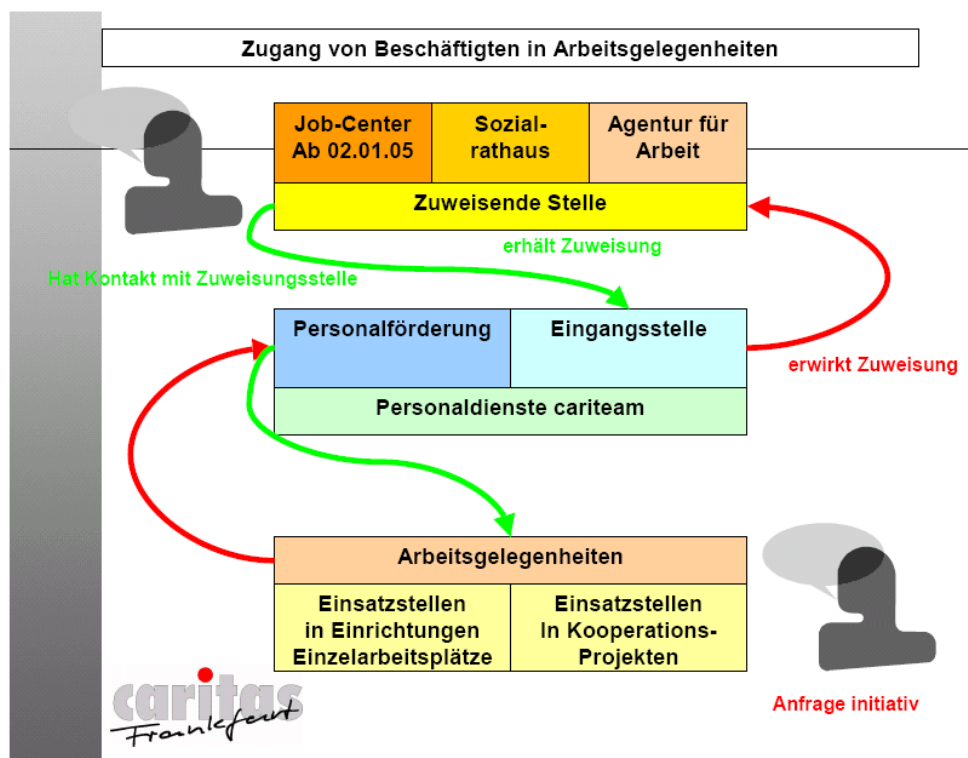 Zugang von Beschäftigten in Arbeitsgelegenheiten
Job-Center
Ab 02.01.05
Sozial-
rathaus
Agentur für
Arbeit
Zuweisende Stelle
erhält Zuweisung
Hat Kontakt mit Zuweisungsstelle
Personalförderung
Eingangsstelle
erwirkt Zuweisung
Personaldienste cariteam
Arbeitsgelegenheiten
Einsatzstellen
in Einrichtungen
Einzelarbeitsplätze
Einsatzstellen
In Kooperations-
Projekten
Anfrage initiativ
caritas
Frankfurt